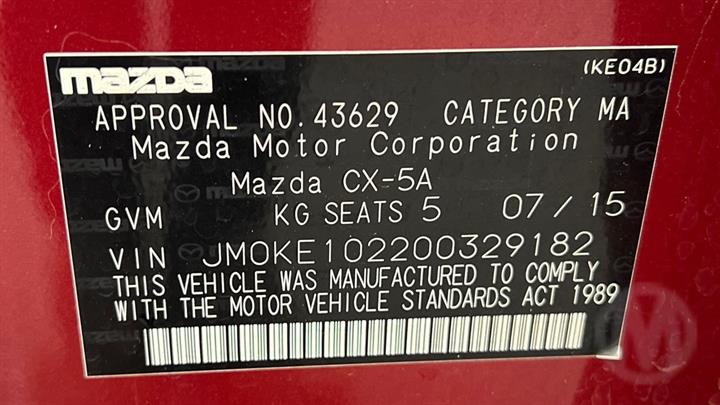 mazda (KE04B)
APPROVAL NO. 43629 CATEGORY MA
Mazda Motor Corporation
Mazda CX-5A
GVM KG SEATS 5 07/15
VIN JM0KE102200329182
THIS VEHICLE WAS MANUFACTURED TO COMPLY
WITH THE MOTOR VEHICLE STANDARDS ACT 1989